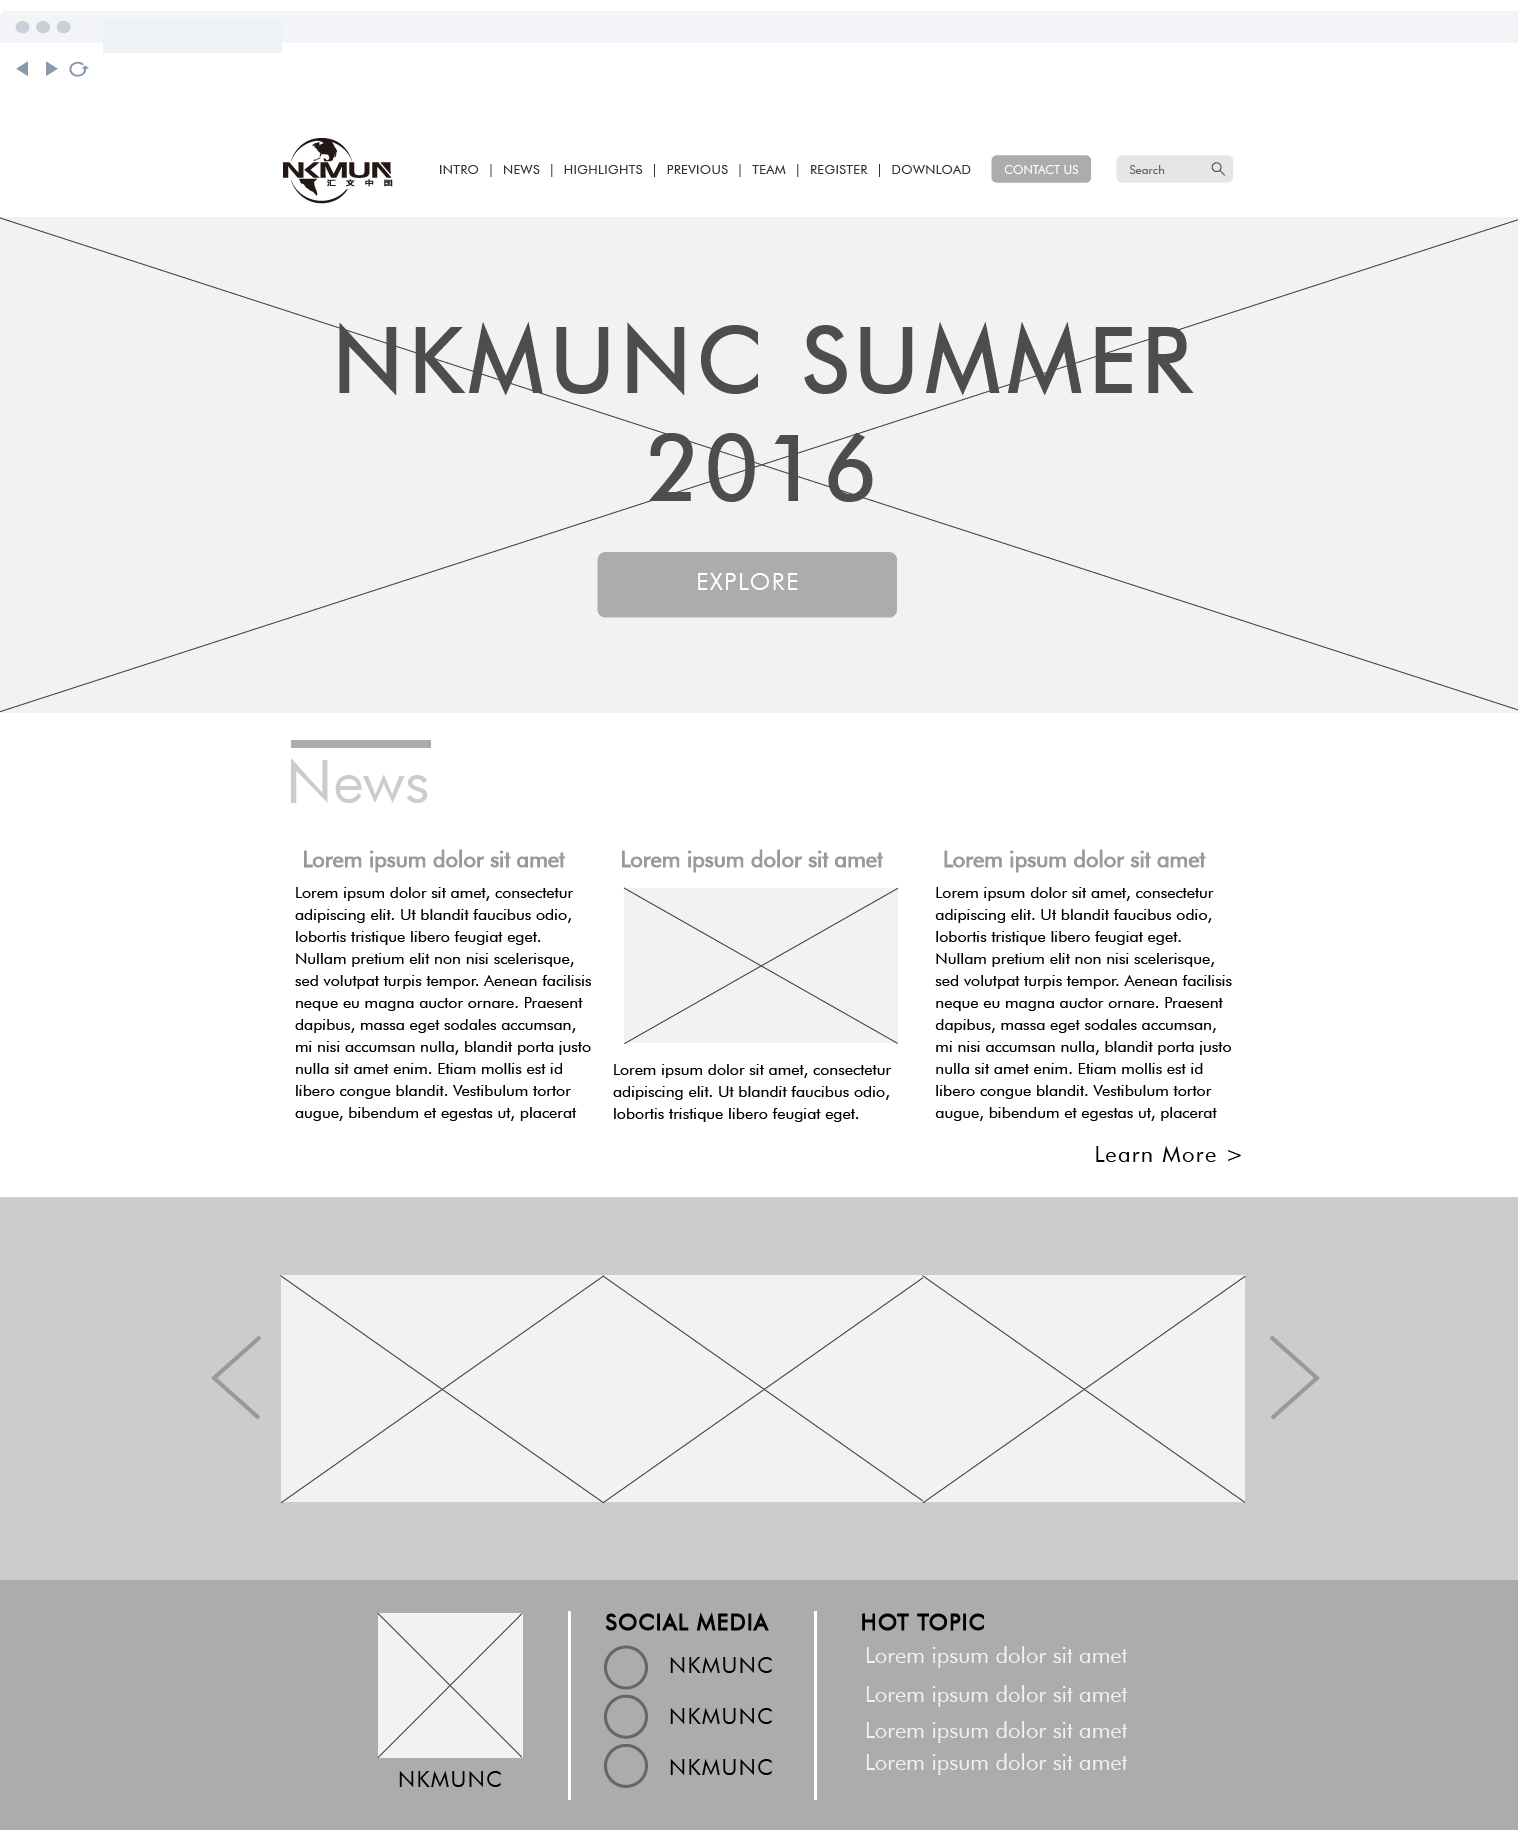 NKMUN
汇 文 中 国
INTRO | NEWS | HIGHLIGHTS | PREVIOUS | TEAM | REGISTER | DOWNLOAD
CONTACT US
Search
NKMUNC SUMMER
2016
EXPLORE
News
Lorem ipsum dolor sit amet
Lorem ipsum dolor sit amet, consectetur
adipiscing elit. Ut blandit faucibus odio,
lobortis tristique libero feugiat eget.
Nullam pretium elit non nisi scelerisque,
sed volutpat turpis tempor. Aenean facilisis
neque eu magna auctor ornare. Praesent
dapibus, massa eget sodales accumsan,
mi nisi accumsan nulla, blandit porta justo
nulla sit amet enim. Etiam mollis est id
libero congue blandit. Vestibulum tortor
augue, bibendum et egestas ut, placerat
Lorem ipsum dolor sit amet
Lorem ipsum dolor sit amet, consectetur
adipiscing elit. Ut blandit faucibus odio,
lobortis tristique libero feugiat eget.
Lorem ipsum dolor sit amet
Lorem ipsum dolor sit amet, consectetur
adipiscing elit. Ut blandit faucibus odio,
lobortis tristique libero feugiat eget.
Nullam pretium elit non nisi scelerisque,
sed volutpat turpis tempor. Aenean facilisis
neque eu magna auctor ornare. Praesent
dapibus, massa eget sodales accumsan,
mi nisi accumsan nulla, blandit porta justo
nulla sit amet enim. Etiam mollis est id
libero congue blandit. Vestibulum tortor
augue, bibendum et egestas ut, placerat
Learn More >
NKMUNC
SOCIAL MEDIA
NKMUNC
NKMUNC
NKMUNC
HOT TOPIC
Lorem ipsum dolor sit amet
Lorem ipsum dolor sit amet
Lorem ipsum dolor sit amet
Lorem ipsum dolor sit amet